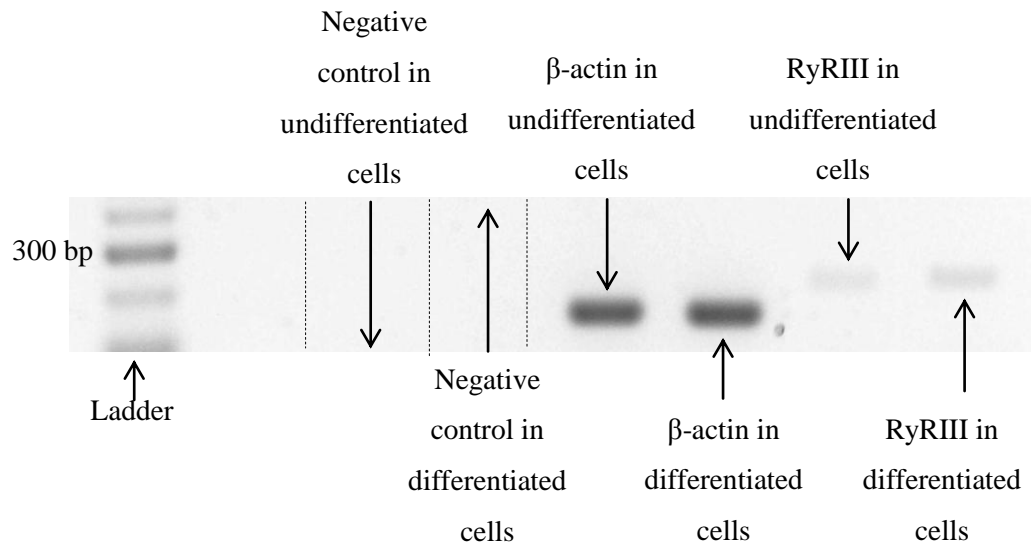 Negative
control in
undifferentiated
cells
β-actin in
undifferentiated
cells
RyRIII in
undifferentiated
cells
300 bp
Ladder
Negative
control in
differentiated
cells
β-actin in
differentiated
cells
RyRIII in
differentiated
cells